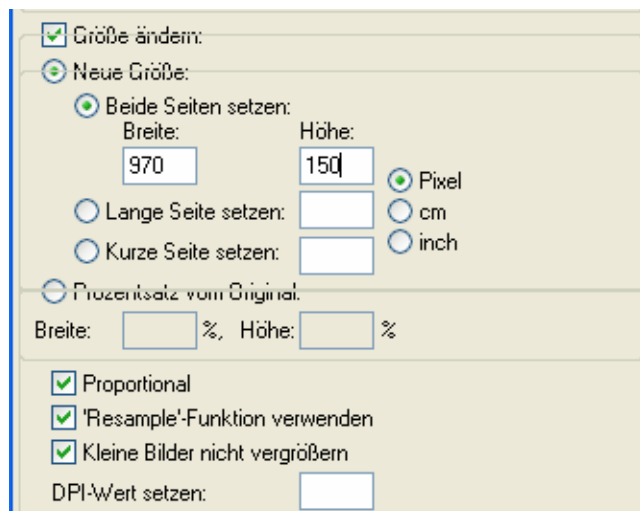 Größe ändern:
Neue Größe:
Beide Seiten setzen:
Breite: Höhe:
970 150
Pixel
Lange Seite setzen: cm
Kurze Seite setzen: inch
Prozentsatz vom Original:
Breite: %, Höhe: %
Proportional
'Resample'-Funktion verwenden
Kleine Bilder nicht vergrößern
DPI-Wert setzen: